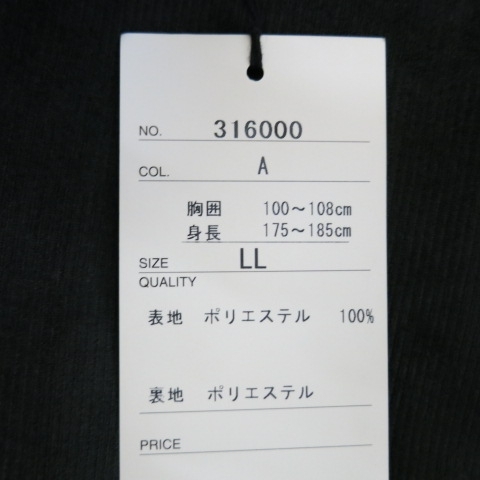 NO. 316000
COL. A
胸囲 100～108cm
身長 175～185cm
SIZE LL
QUALITY
表地 ポリエステル 100%
裏地 ポリエステル
PRICE